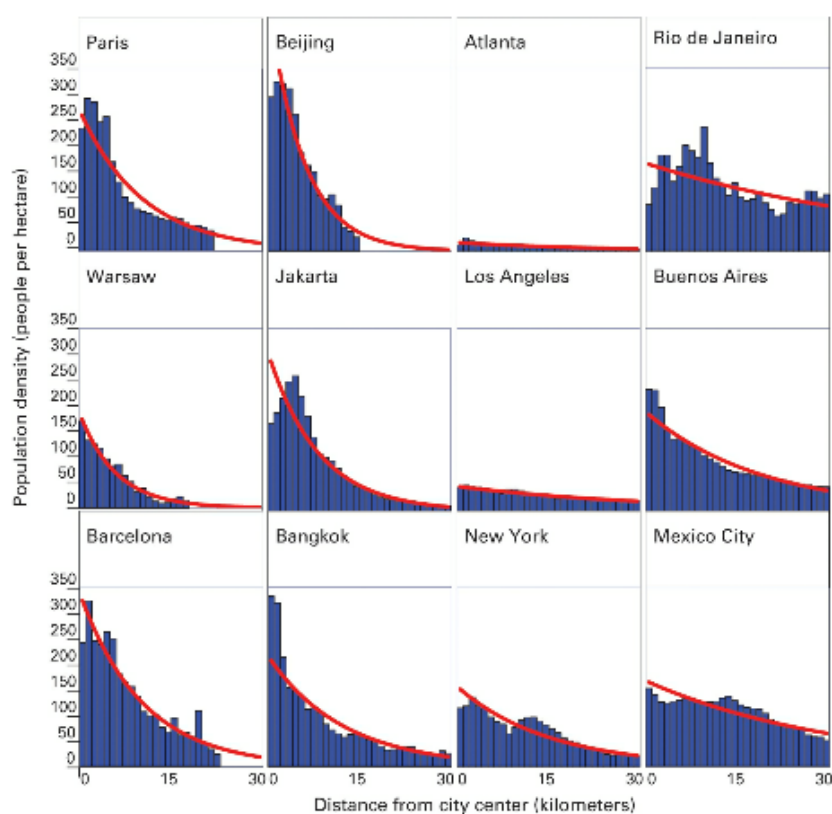 Paris
Beijing
Atlanta
Rio de Janeiro
350
300
250
200
150
100
50
0
Warsaw
Jakarta
Los Angeles
Buenos Aires
350
300
250
200
150
100
50
0
Barcelona
Bangkok
New York
Mexico City
350
300
250
200
150
100
50
0
Population density (people per hectare)
0 15 30 0 15 30 0 15 30 0 15 30
Distance from city center (kilometers)